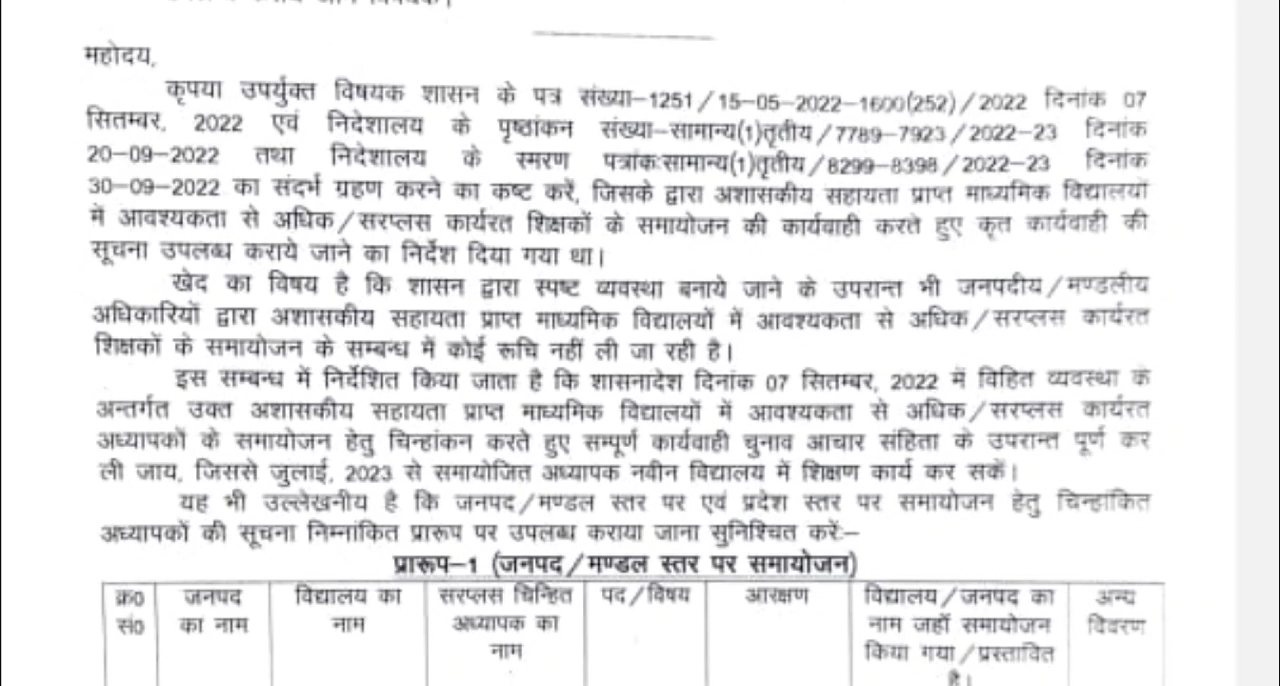 महोदय,
कृपया उपर्युक्त विषयक शासन के पत्र संख्या–1251/15–05–2022–1600(252)/2022 दिनांक 07
सितम्बर, 2022 एवं निदेशालय के पृष्ठांकन संख्या–सामान्य(1)तृतीय/7789–7923/2022–23 दिनांक
20–09–2022 तथा निदेशालय के स्मरण पत्रांक:सामान्य(1)तृतीय/8299–8398/2022–23 दिनांक
30–09–2022 का संदर्भ ग्रहण करने का कष्ट करें, जिसके द्वारा अशासकीय सहायता प्राप्त माध्यमिक विद्यालयों
में आवश्यकता से अधिक/सरप्लस कार्यरत शिक्षकों के समायोजन की कार्यवाही करते हुए कृत कार्यवाही की
सूचना उपलब्ध कराये जाने का निर्देश दिया गया था।
खेद का विषय है कि शासन द्वारा स्पष्ट व्यवस्था बनाये जाने के उपरान्त भी जनपदीय/मण्डलीय
अधिकारियों द्वारा अशासकीय सहायता प्राप्त माध्यमिक विद्यालयों में आवश्यकता से अधिक/सरप्लस कार्यरत
शिक्षकों के समायोजन के सम्बन्ध में कोई रूचि नहीं ली जा रही है।
इस सम्बन्ध में निर्देशित किया जाता है कि शासनादेश दिनांक 07 सितम्बर, 2022 में विहित व्यवस्था के
अन्तर्गत उक्त अशासकीय सहायता प्राप्त माध्यमिक विद्यालयों में आवश्यकता से अधिक/सरप्लस कार्यरत
अध्यापकों के समायोजन हेतु चिन्हांकन करते हुए सम्पूर्ण कार्यवाही चुनाव आचार संहिता के उपरान्त पूर्ण कर
ली जाय, जिससे जुलाई, 2023 से समायोजित अध्यापक नवीन विद्यालय में शिक्षण कार्य कर सकें।
यह भी उल्लेखनीय है कि जनपद/मण्डल स्तर पर एवं प्रदेश स्तर पर समायोजन हेतु चिन्हांकित
अध्यापकों की सूचना निम्नांकित प्रारूप पर उपलब्ध कराया जाना सुनिश्चित करें:–
प्रारूप–1 (जनपद/मण्डल स्तर पर समायोजन)
क्र0 जनपद विद्यालय का सरप्लस चिन्हित पद/विषय आरक्षण विद्यालय/जनपद का अन्य
सं0 का नाम नाम अध्यापक का नाम जहाँ समायोजन विवरण
नाम किया गया/प्रस्तावित
है।